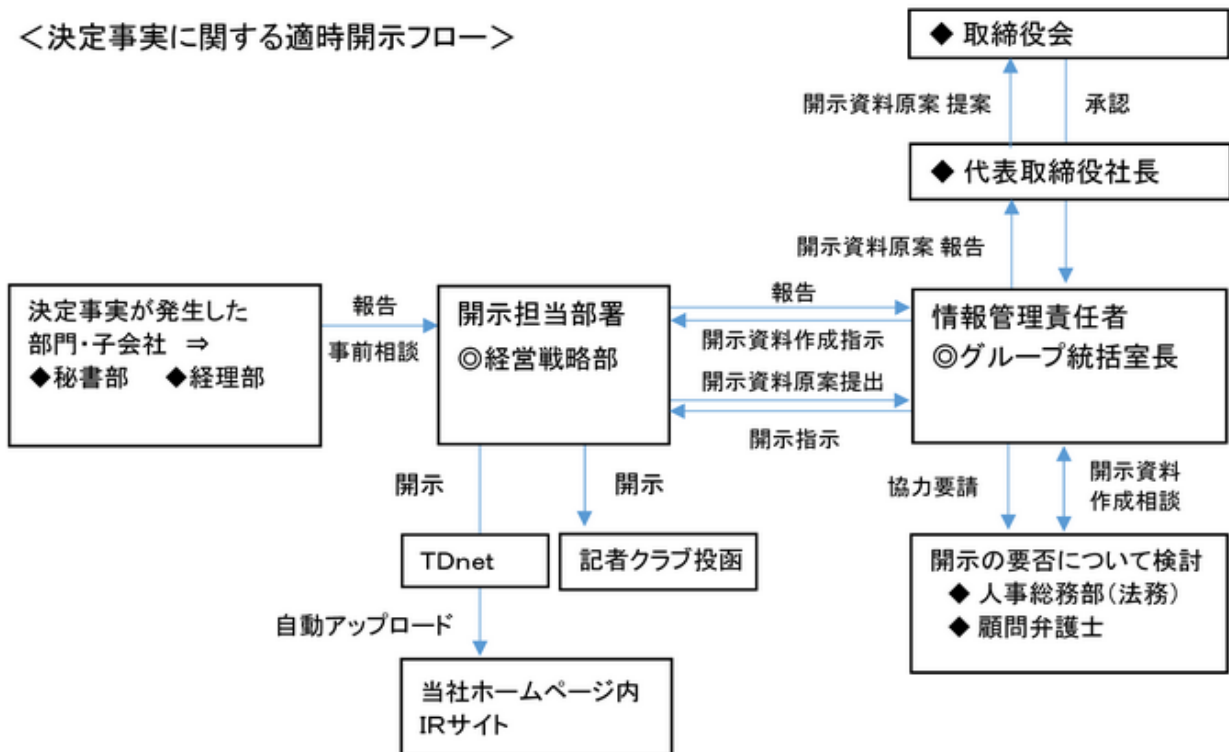 ＜決定事実に関する適時開示フロー＞
◆ 取締役会
開示資料原案 提案
承認
◆ 代表取締役社長
開示資料原案 報告
決定事実が発生した
部門・子会社 ⇒
◆秘書部 ◆経理部
報告
事前相談
開示担当部署
◎経営戦略部
報告
開示資料作成指示
開示資料原案提出
開示指示
情報管理責任者
◎グループ統括室長
開示
開示
協力要請
開示資料
作成相談
TDnet
記者クラブ投函
開示の要否について検討
◆ 人事総務部（法務）
◆ 顧問弁護士
自動アップロード
当社ホームページ内
IRサイト